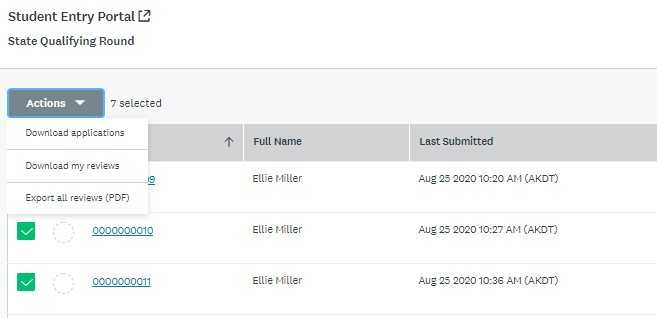 Student Entry Portal
State Qualifying Round
Actions 7 selected
Download applications
Download my reviews
Export all reviews (PDF)
Full Name Last Submitted
09 Ellie Miller Aug 25 2020 10:20 AM (AKDT)
0000000010 Ellie Miller Aug 25 2020 10:27 AM (AKDT)
0000000011 Ellie Miller Aug 25 2020 10:36 AM (AKDT)